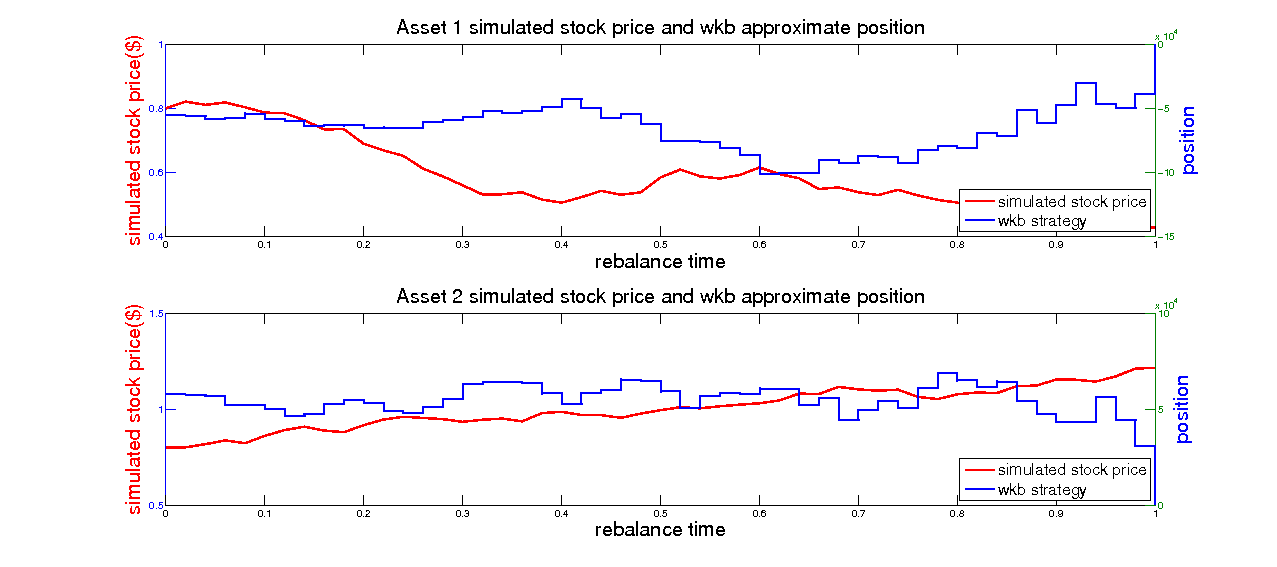 Asset 1 simulated stock price and wkb approximate position
simulated stock price($)
1
0.8
0.6
0.4
x 10^4
0
−5
−10
−15
position
simulated stock price
wkb strategy
0 0.1 0.2 0.3 0.4 0.5 0.6 0.7 0.8 0.9 1
rebalance time
Asset 2 simulated stock price and wkb approximate position
simulated stock price($)
1.5
1
0.5
x 10^4
10
5
0
position
simulated stock price
wkb strategy
0 0.1 0.2 0.3 0.4 0.5 0.6 0.7 0.8 0.9 1
rebalance time